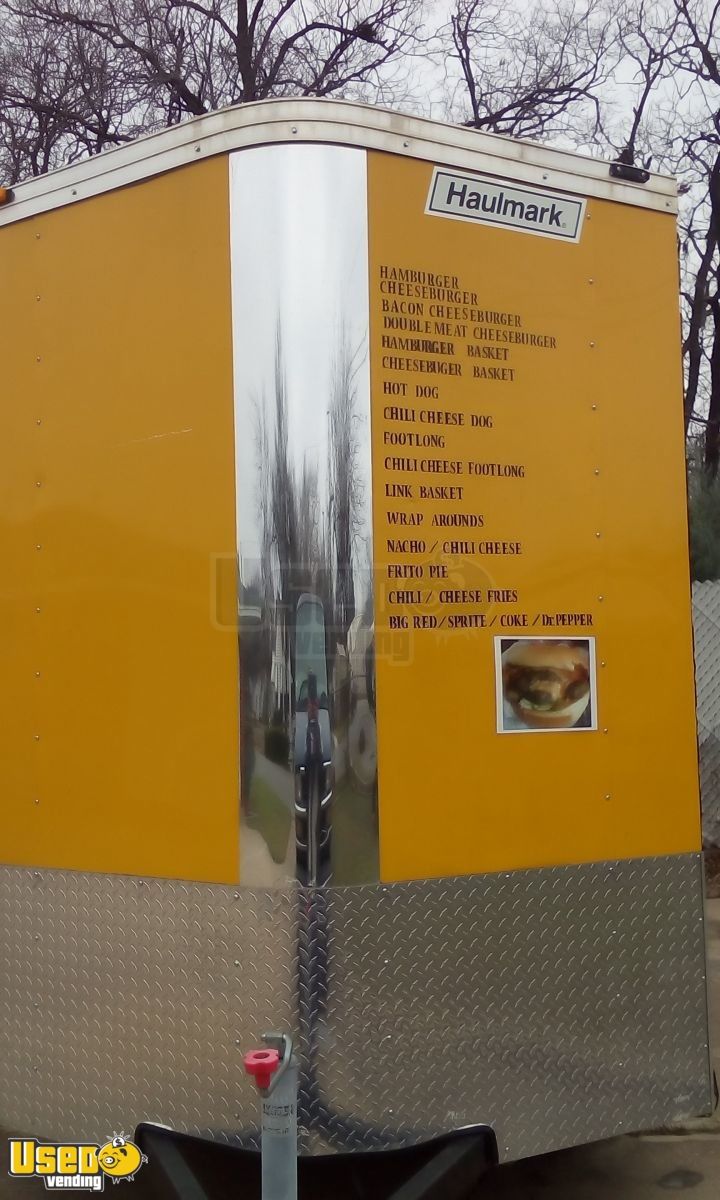 Haulmark
HAMBURGER
CHEESEBURGER
BACON CHEESEBURGER
DOUBLE MEAT CHEESEBURGER
HAMBURGER BASKET
CHEESEBUGER BASKET
HOT DOG
CHILI CHEESE DOG
FOOTLONG
CHILI CHEESE FOOTLONG
LINK BASKET
WRAP AROUNDS
NACHO / CHILI CHEESE
FRITO PIE
CHILI / CHEESE FRIES
BIG RED / SPRITE / COKE / Dr. PEPPER
USED
vending
USED
vending